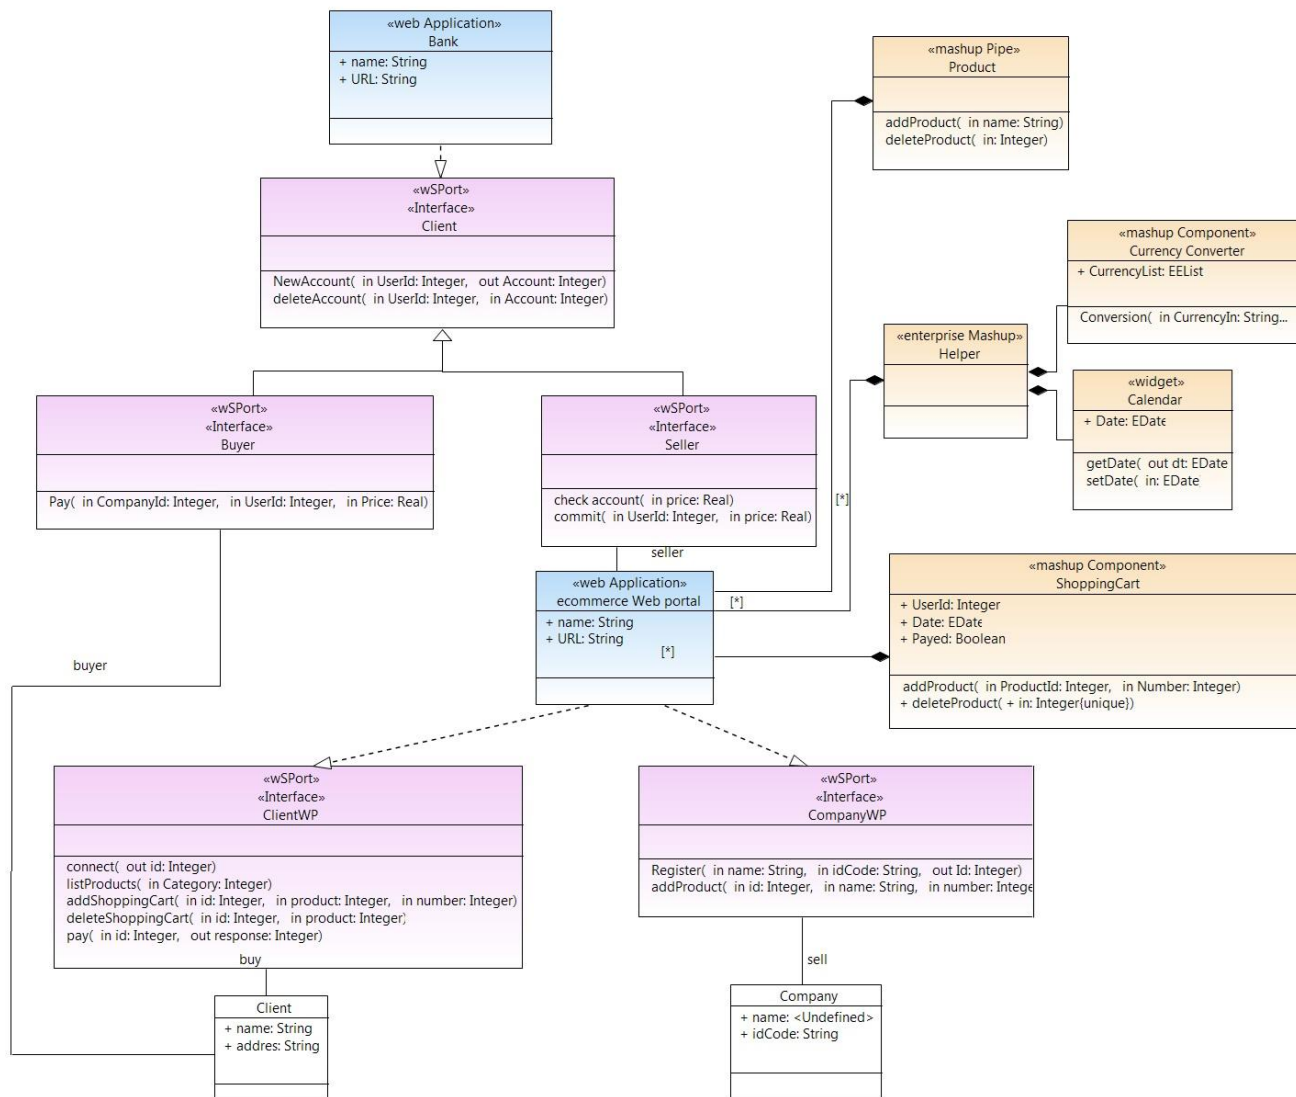 «web Application»
Bank
+ name: String
+ URL: String
«mashup Pipe»
Product
addProduct( in name: String)
deleteProduct( in: Integer)
«wSPort»
«Interface»
Client
NewAccount( in UserId: Integer, out Account: Integer)
deleteAccount( in UserId: Integer, in Account: Integer)
«mashup Component»
Currency Converter
+ CurrencyList: EEList
Conversion( in CurrencyIn: String...
«enterprise Mashup»
Helper
«widget»
Calendar
+ Date: EDate
getDate( out dt: EDate
setDate( in: EDate
«wSPort»
«Interface»
Buyer
Pay( in CompanyId: Integer, in UserId: Integer, in Price: Real)
«wSPort»
«Interface»
Seller
check account( in price: Real)
commit( in UserId: Integer, in price: Real)
[*]
seller
«web Application»
ecommerce Web portal
+ name: String
+ URL: String
[*]
[*]
«mashup Component»
ShoppingCart
+ UserId: Integer
+ Date: EDate
+ Payed: Boolean
addProduct( in ProductId: Integer, in Number: Integer)
+ deleteProduct( + in: Integer{unique})
buyer
«wSPort»
«Interface»
ClientWP
connect( out id: Integer)
listProducts( in Category: Integer)
addShoppingCart( in id: Integer, in product: Integer, in number: Integer)
deleteShoppingCart( in id: Integer, in product: Integer)
pay( in id: Integer, out response: Integer)
«wSPort»
«Interface»
CompanyWP
Register( in name: String, in idCode: String, out Id: Integer)
addProduct( in id: Integer, in name: String, in number: Intege
buy
sell
Client
+ name: String
+ addres: String
Company
+ name: <Undefined>
+ idCode: String